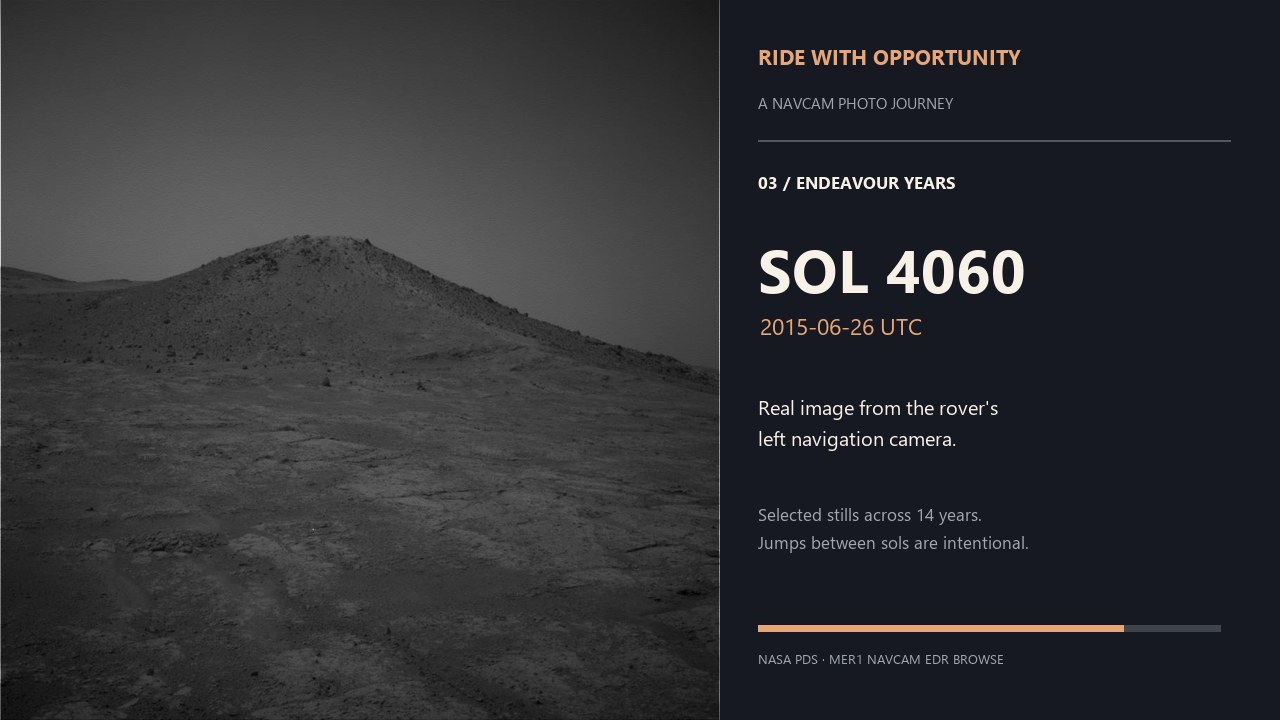 RIDE WITH OPPORTUNITY
A NAVCAM PHOTO JOURNEY
03 / ENDEAVOUR YEARS
SOL 4060
2015-06-26 UTC
Real image from the rover's
left navigation camera.
Selected stills across 14 years.
Jumps between sols are intentional.
NASA PDS · MER1 NAVCAM EDR BROWSE